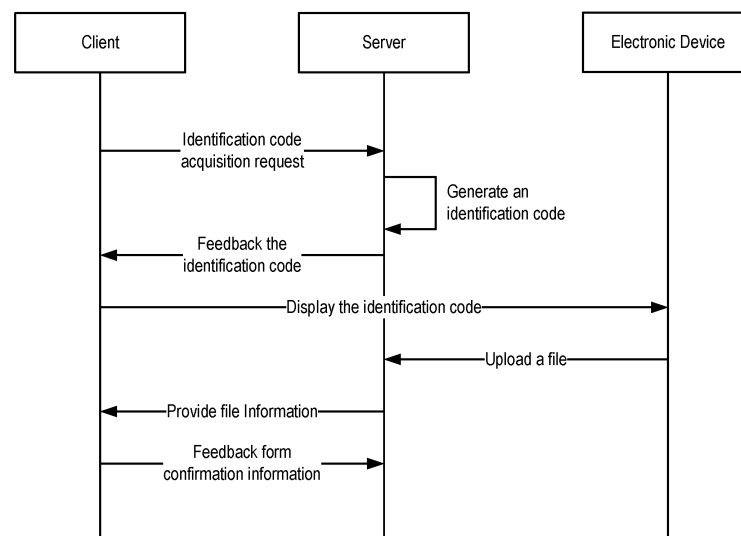 Client
Server
Electronic Device
Identification code
acquisition request
Generate an
identification code
Feedback the
identification code
Display the identification code
Upload a file
Provide file Information
Feedback form
confirmation information